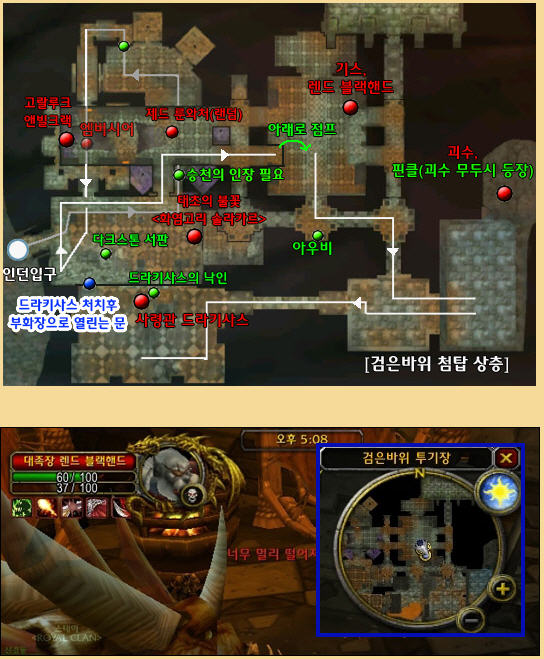 가스,
렌드 블랙핸드
고랄루크
앤빌크랙
엠버시어
제드 룬와처(랜덤)
아래로 점프
괴수,
핀클(괴수 무두시 등장)
승천의 인장 필요
태초의 불꽃
<화염고리 솔라카르>
다크스톤 서판
아우비
인던입구
드라키사스의 낙인
드라키사스 처치후
부화장으로 열린는 문
사령관 드라키사스
[검은바위 첨탑 상층]
오후 5:08
대족장 렌드 블랙핸드
60 / 100
37 / 100
검은바위 투기장
N
너무 멀리 떨어져
<ROYAL CLAN>